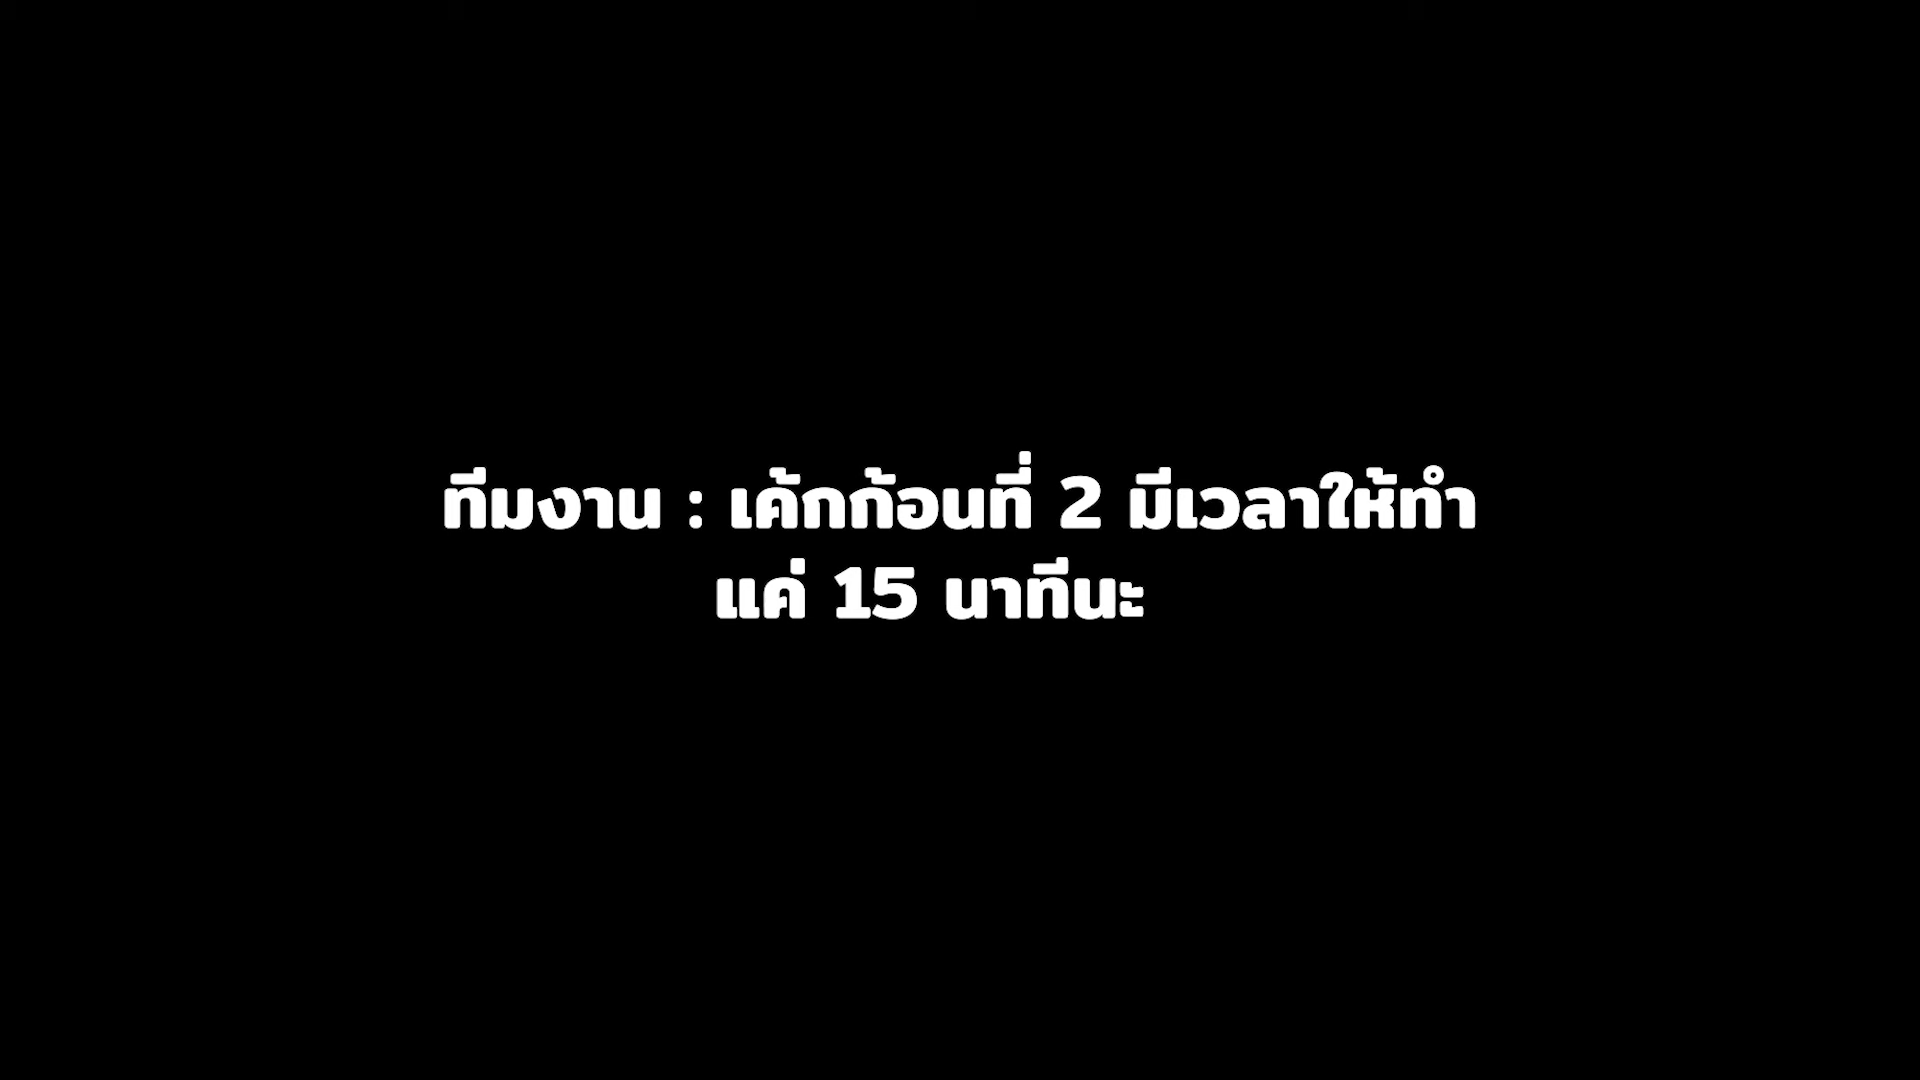 ทีมงาน : เค้กก้อนที่ 2 มีเวลาให้ทำ
แค่ 15 นาทีนะ